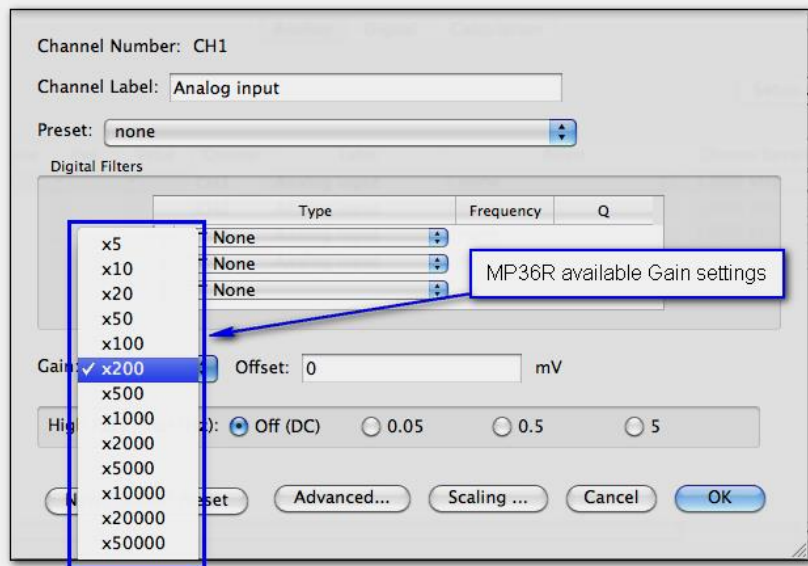 Channel Number: CH1
Channel Label: Analog input
Preset: none
Digital Filters
Type Frequency Q
None
None
None
MP36R available Gain settings
x5
x10
x20
x50
x100
Gain: ✓ x200 Offset: 0 mV
x500
x1000
x2000
x5000
x10000
x20000
x50000
Off (DC) 0.05 0.5 5
Advanced... Scaling ... Cancel OK